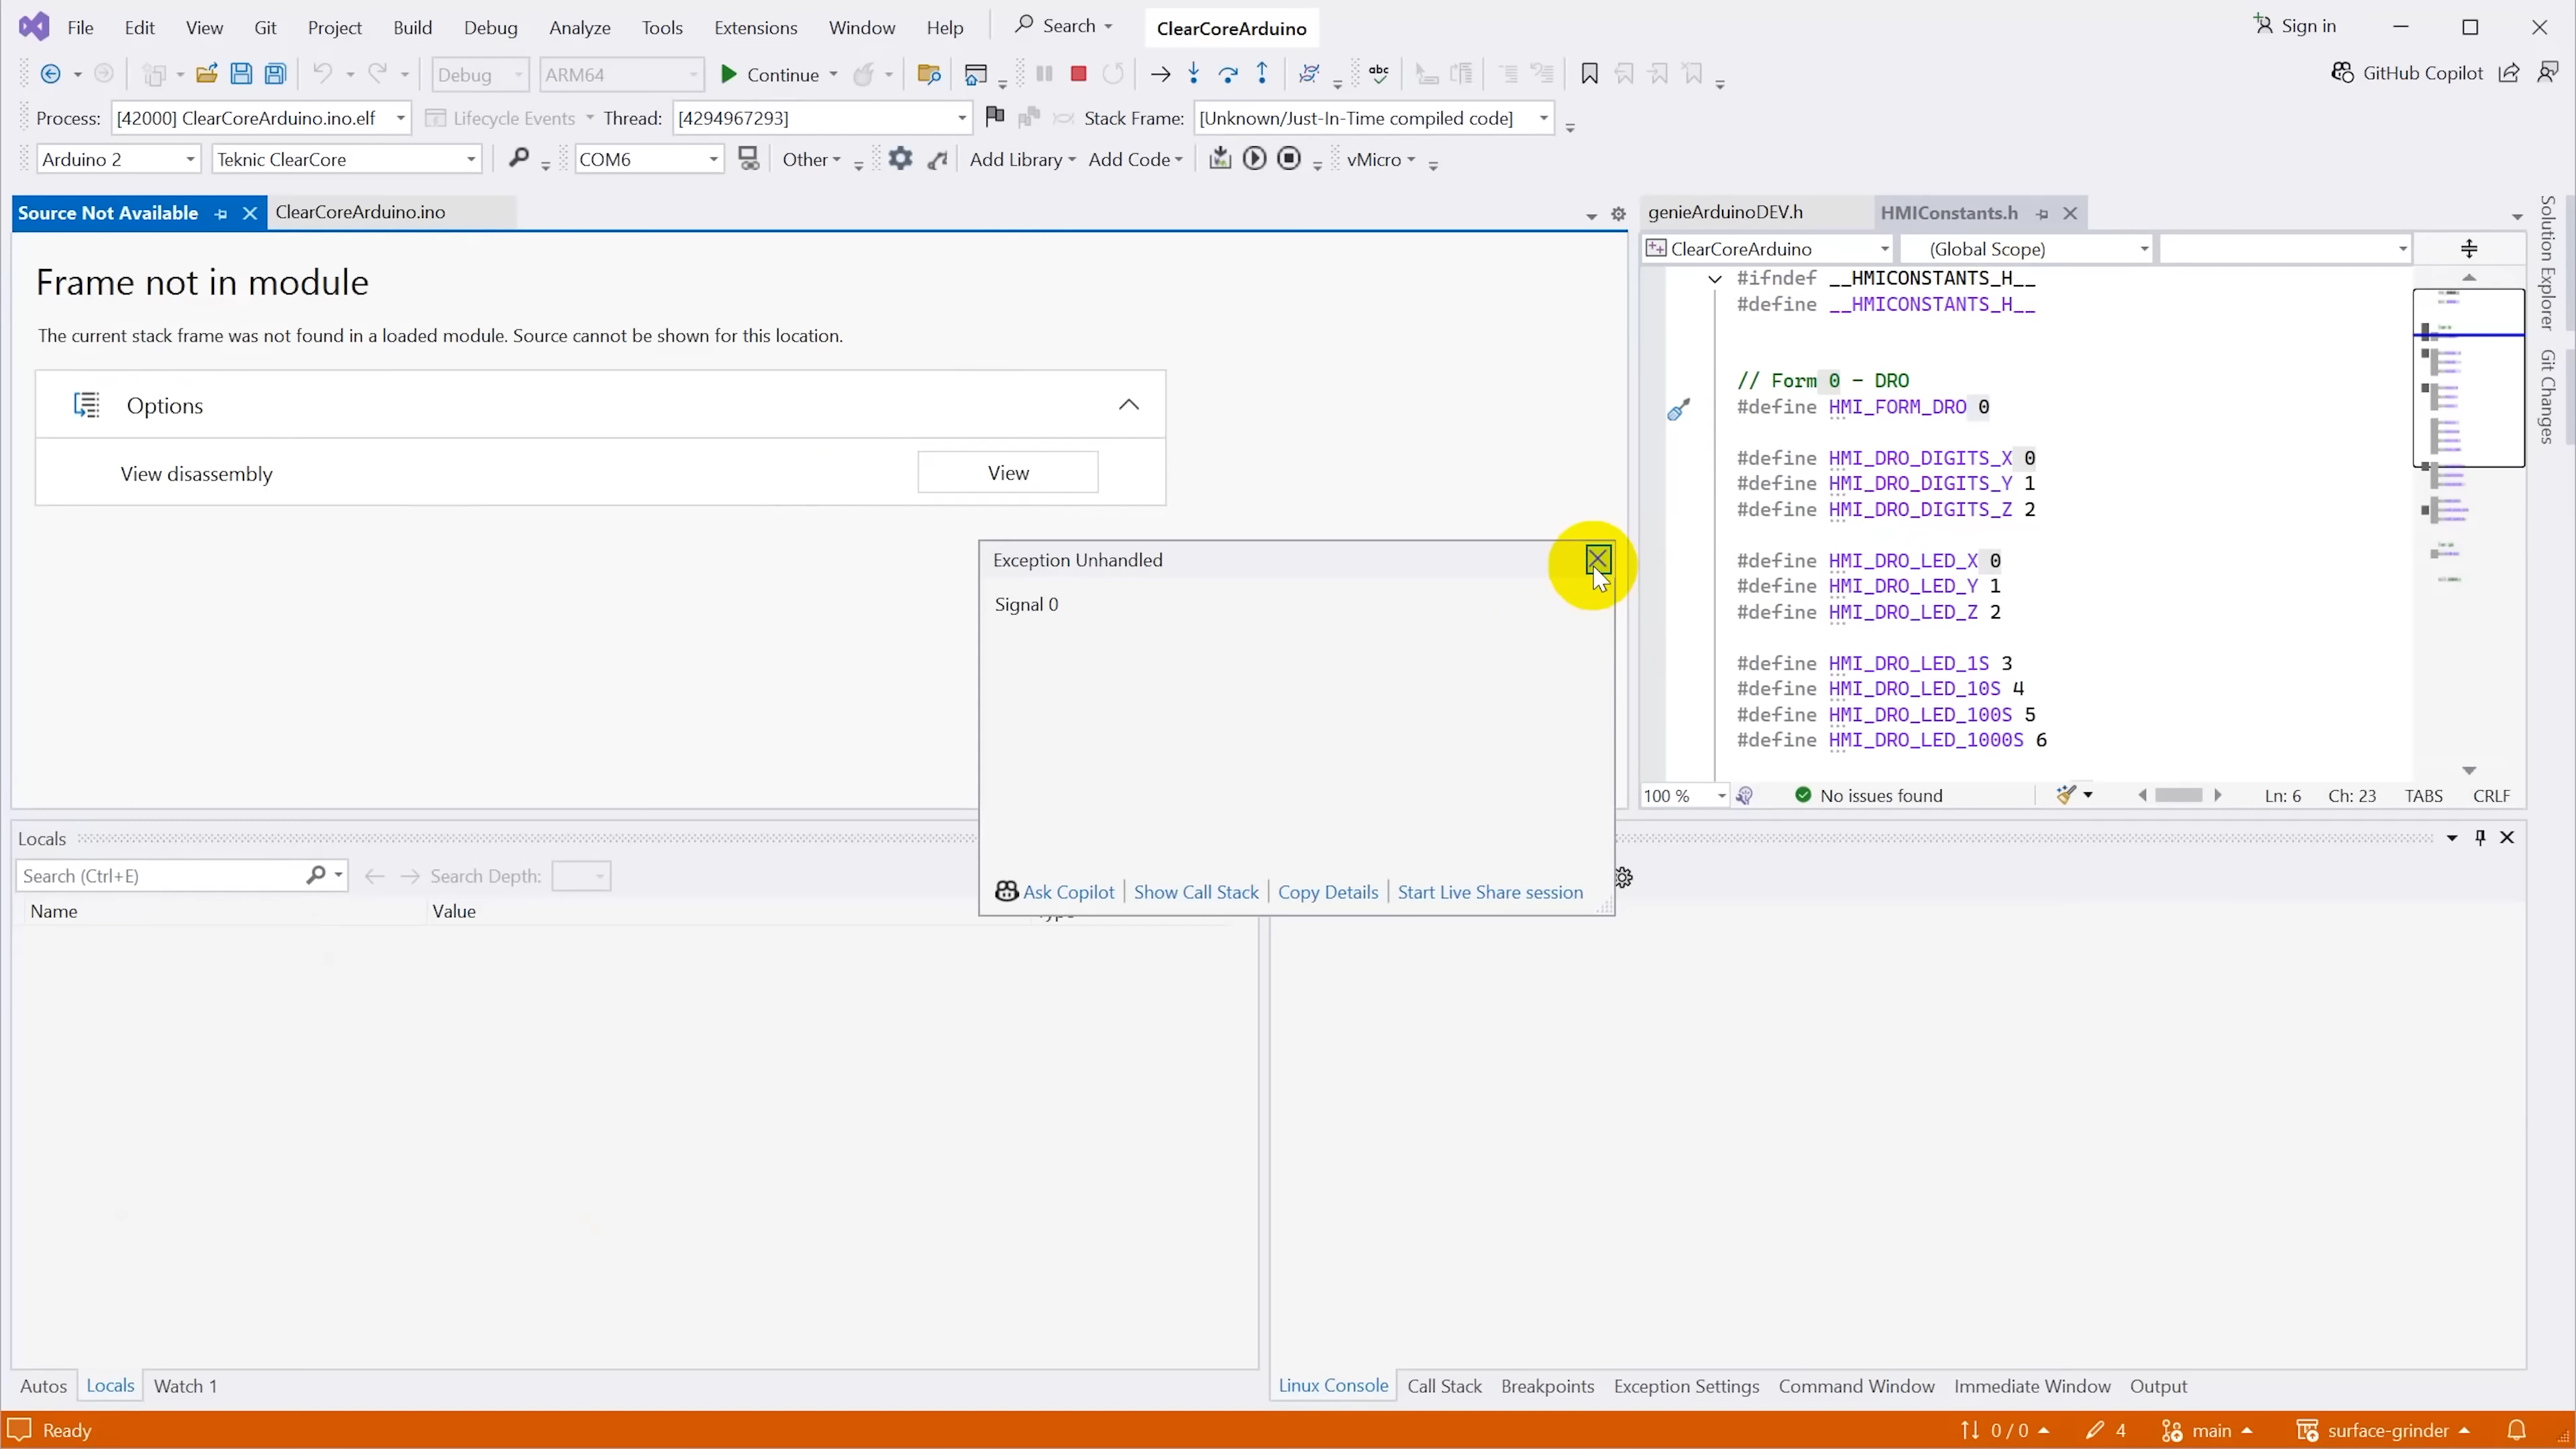 File Edit View Git Project Build Debug Arduino Tools Extensions Window Help Search ClearCoreArduino Sign in
Debug ARM64 Continue abc GitHub Copilot
Process: [42000] ClearCoreArduino.ino.elf Lifecycle Events Thread: [4294967293] Stack Frame: [Unknown/Just-In-Time compiled code]
Arduino 2 Teknic ClearCore COM6 Other Add Library Add Code vMicro
Source Not Available ClearCoreArduino.ino
Frame not in module
The current stack frame was not found in a loaded module. Source cannot be shown for this location.
Options
View disassembly View
Exception Unhandled
Signal 0
Ask Copilot Show Call Stack Copy Details Start Live Share session
genieArduinoDEV.h HMIConstants.h
ClearCoreArduino (Global Scope)
#ifndef __HMICONSTANTS_H__
#define __HMICONSTANTS_H__
// Form 0 - DRO
#define HMI_FORM_DRO 0
#define HMI_DRO_DIGITS_X 0
#define HMI_DRO_DIGITS_Y 1
#define HMI_DRO_DIGITS_Z 2
#define HMI_DRO_LED_X 0
#define HMI_DRO_LED_Y 1
#define HMI_DRO_LED_Z 2
#define HMI_DRO_LED_1S 3
#define HMI_DRO_LED_10S 4
#define HMI_DRO_LED_100S 5
#define HMI_DRO_LED_1000S 6
100 % No issues found Ln: 6 Ch: 23 TABS CRLF
Solution Explorer
Git Changes
Locals
Search (Ctrl+E) Search Depth:
Name Value
Autos Locals Watch 1
Linux Console Call Stack Breakpoints Exception Settings Command Window Immediate Window Output
Ready 0 / 0 4 main surface-grinder